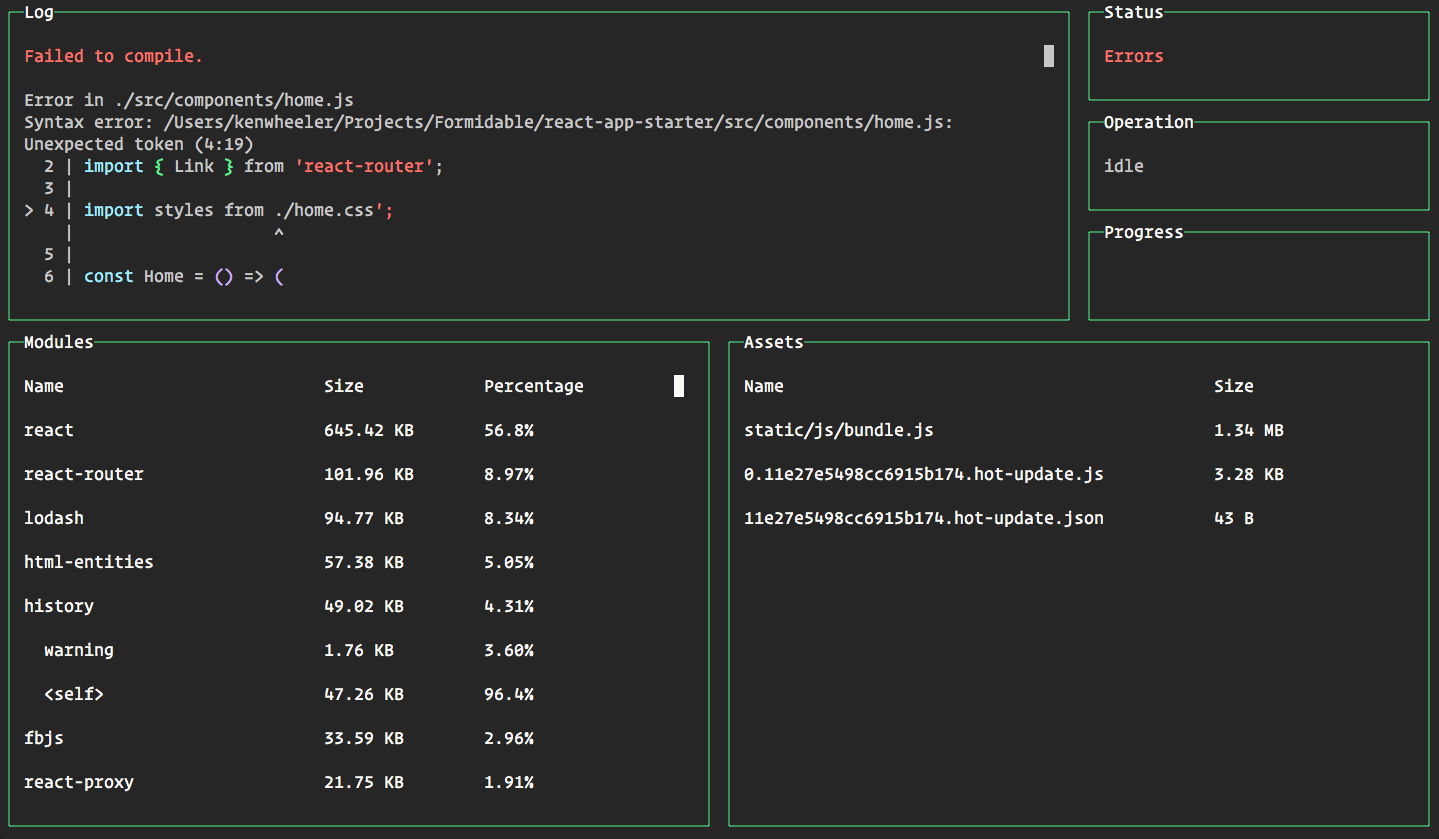 Log
Failed to compile.
Error in ./src/components/home.js
Syntax error: /Users/kenwheeler/Projects/Formidable/react-app-starter/src/components/home.js:
Unexpected token (4:19)
  2 | import { Link } from 'react-router';
  3 |
> 4 | import styles from ./home.css';
    |                    ^
  5 |
  6 | const Home = () => (
Status
Errors
Operation
idle
Progress
Modules
Name Size Percentage
react 645.42 KB 56.8%
react-router 101.96 KB 8.97%
lodash 94.77 KB 8.34%
html-entities 57.38 KB 5.05%
history 49.02 KB 4.31%
  warning 1.76 KB 3.60%
  <self> 47.26 KB 96.4%
fbjs 33.59 KB 2.96%
react-proxy 21.75 KB 1.91%
Assets
Name Size
static/js/bundle.js 1.34 MB
0.11e27e5498cc6915b174.hot-update.js 3.28 KB
11e27e5498cc6915b174.hot-update.json 43 B